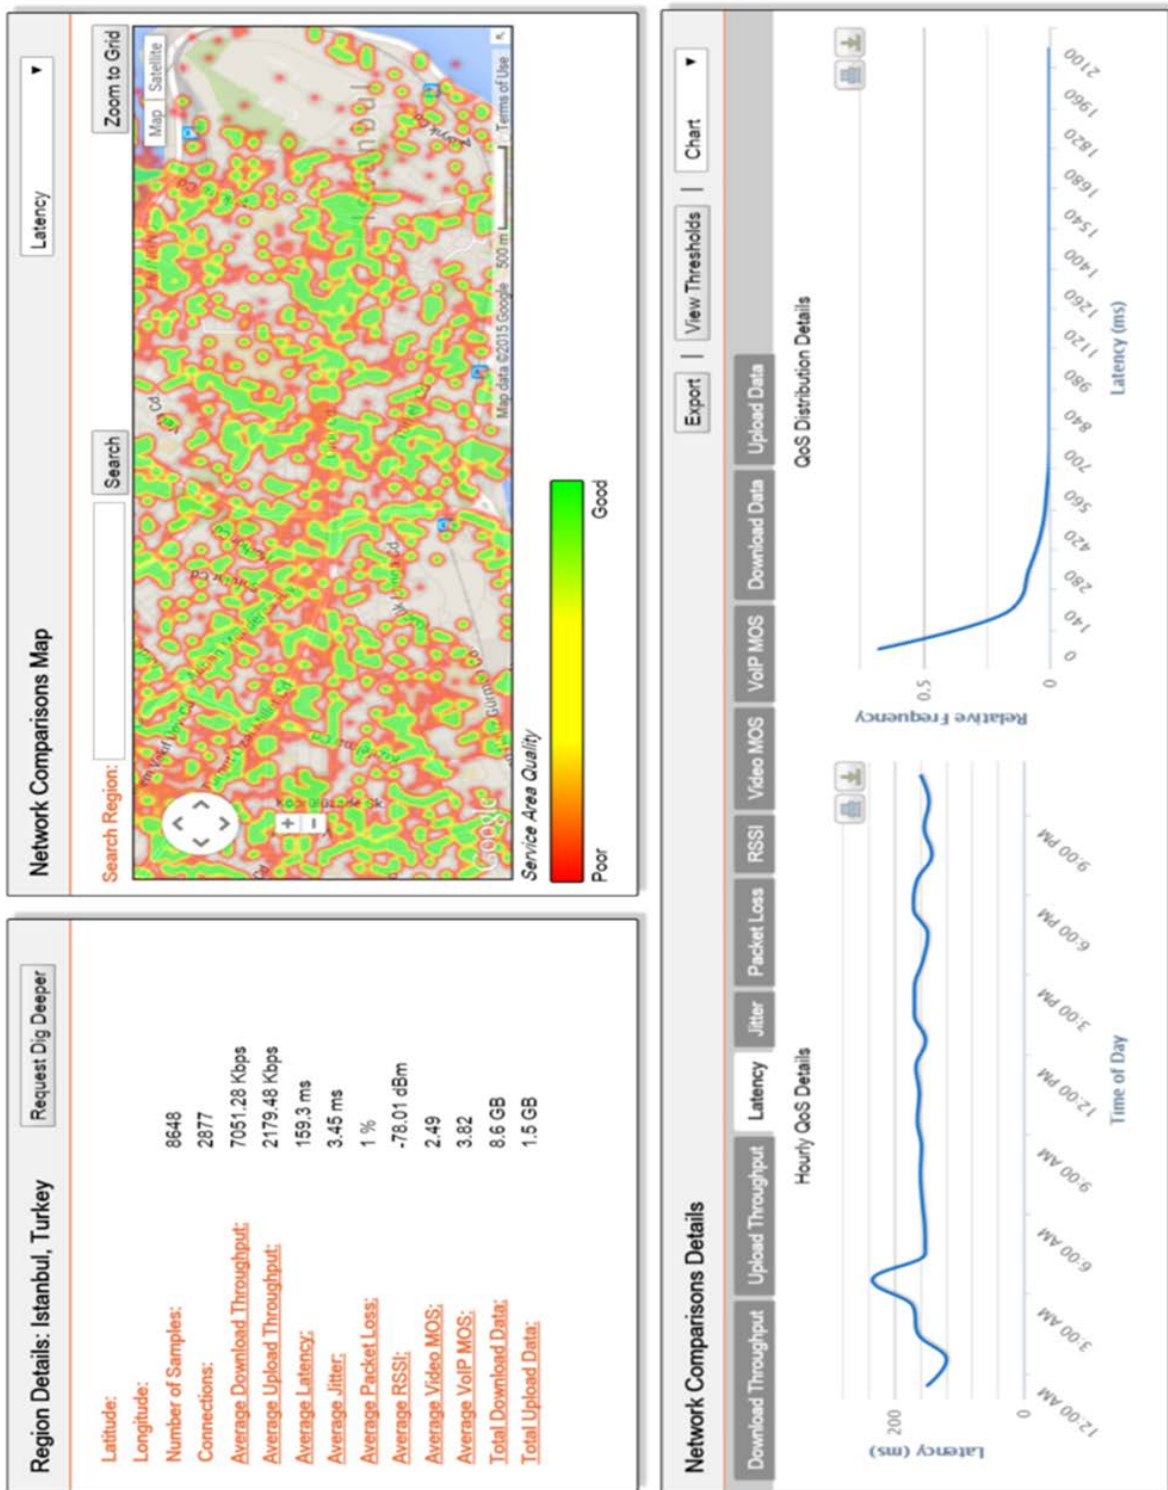 Region Details: Istanbul, Turkey
Request Dig Deeper
Latitude:
Longitude:
Number of Samples: 8648
Connections: 2877
Average Download Throughput: 7051.28 Kbps
Average Upload Throughput: 2179.48 Kbps
Average Latency: 159.3 ms
Average Jitter: 3.45 ms
Average Packet Loss: 1 %
Average RSSI: -78.01 dBm
Average Video MOS: 2.49
Average VoIP MOS: 3.82
Total Download Data: 8.6 GB
Total Upload Data: 1.5 GB
Network Comparisons Map
Latency
Search Region:
Search
Zoom to Grid
Map Satellite
+
−
Google
Map data ©2015 Google 500 m
Terms of Use
Service Area Quality
Poor
Good
Network Comparisons Details
Export | View Thresholds | Chart
Download Throughput Upload Throughput Latency Jitter Packet Loss RSSI Video MOS VoIP MOS Download Data Upload Data
Hourly QoS Details
Latency (ms)
200
0
12:00 AM 3:00 AM 6:00 AM 9:00 AM 12:00 PM 3:00 PM 6:00 PM 9:00 PM
Time of Day
QoS Distribution Details
Relative Frequency
0.5
0
0 140 280 420 560 700 840 980 1120 1260 1400 1540 1680 1820 1960 2100
Latency (ms)